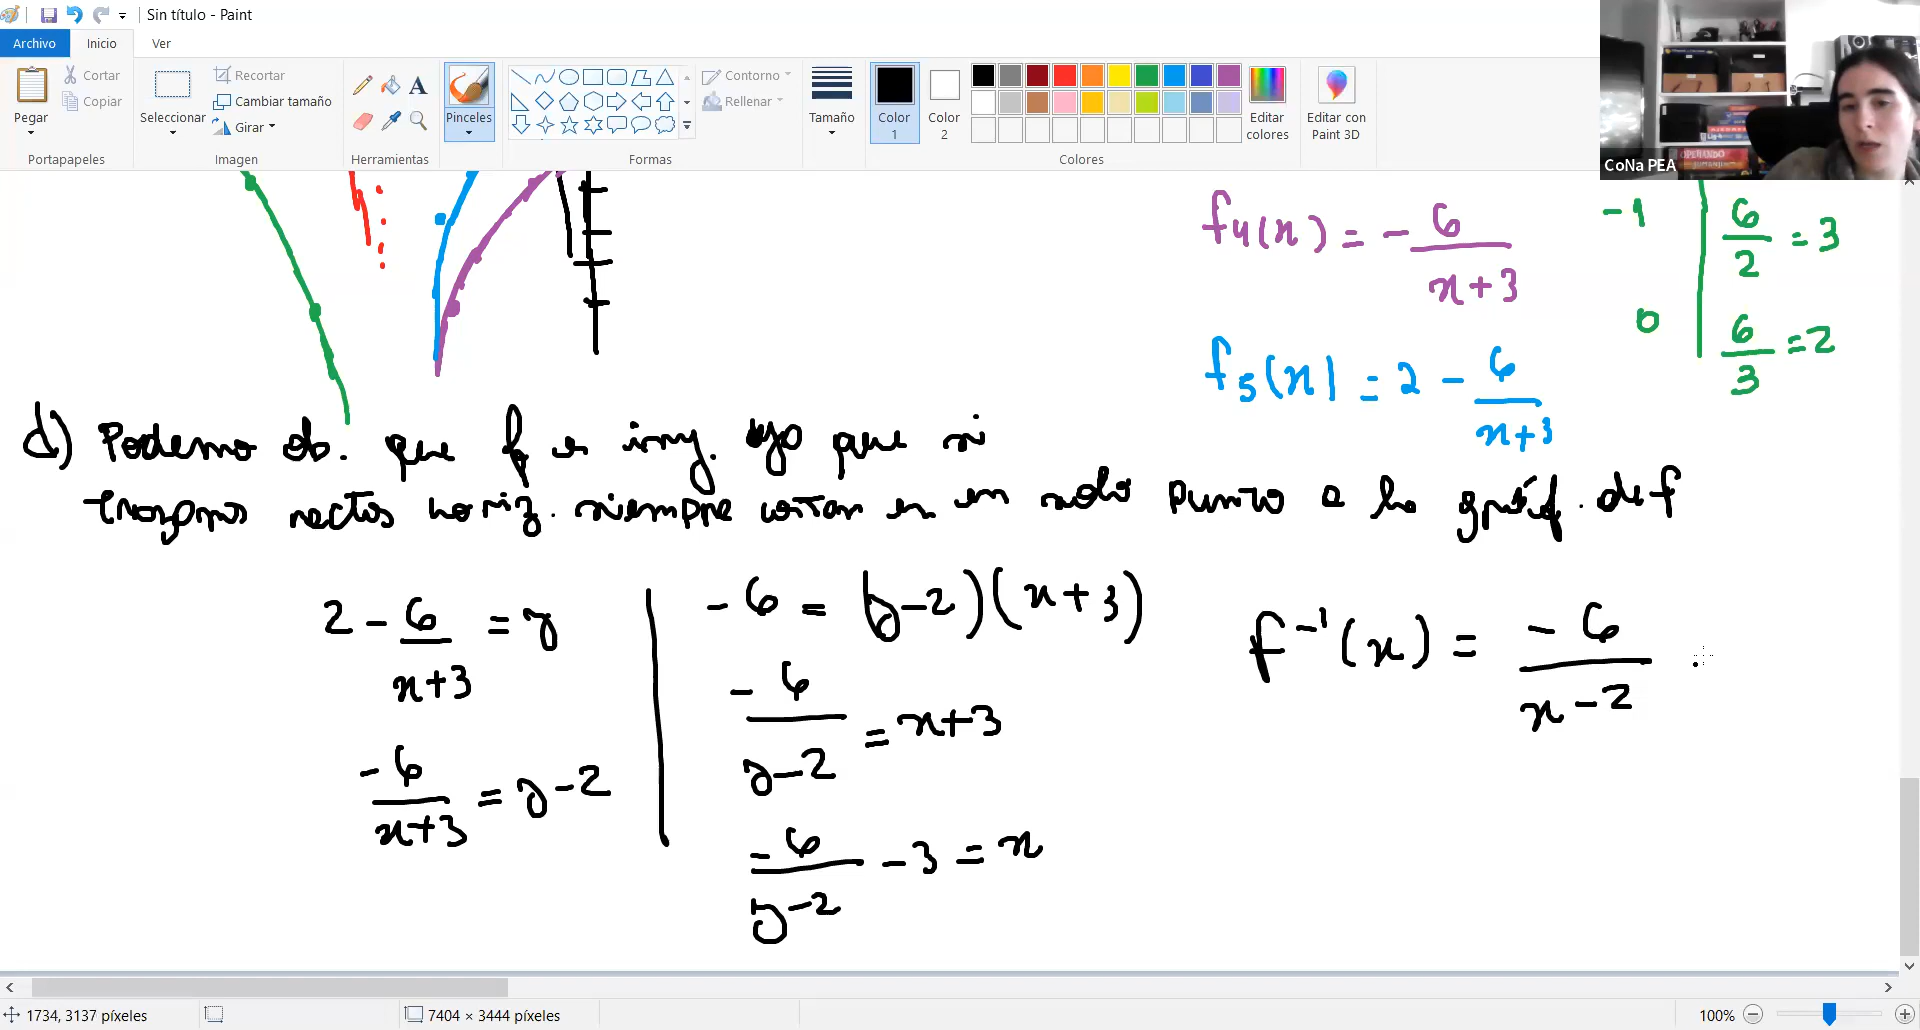 Sin título - Paint
Archivo Inicio Ver
Pegar Cortar Copiar Portapapeles
Seleccionar Recortar Cambiar tamaño Girar Imagen
A Herramientas
Pinceles
Contorno Rellenar Formas
Tamaño
Color 1 Color 2 Colores
Editar colores
Editar con Paint 3D
CoNa PEA
f4(x) = - 6/(x+3)
-1 | 6/2 = 3
0 | 6/3 = 2
f5(x) = 2 - 6/(x+3)
d) Podemo ob. que f es iny. que si
trazamos rectas horiz. siempre cortan en un solo punto a la gráf. de f
2 - 6/(x+3) = y
-6/(x+3) = y-2
-6 = (y-2)(x+3)
-6/(y-2) = x+3
-6/(y-2) -3 = x
f-1(x) = -6/(x-2)
1734, 3137 píxeles
7404 × 3444 píxeles
100%